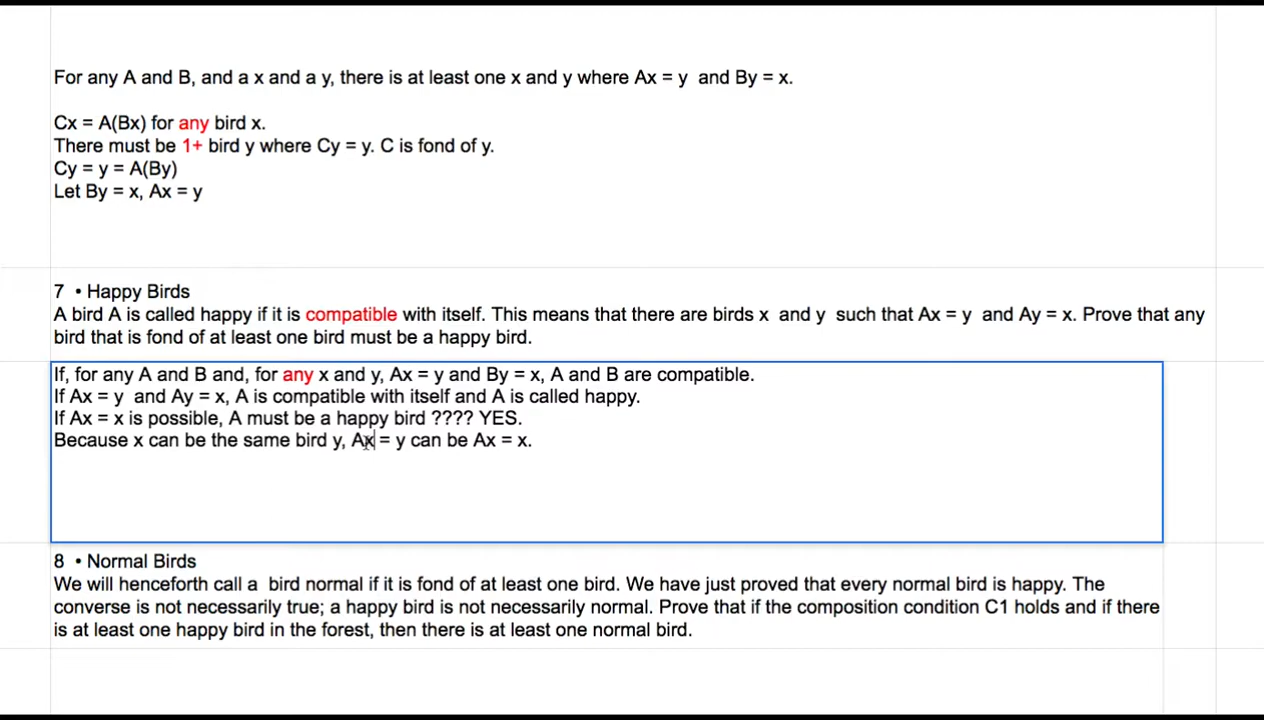 For any A and B, and a x and a y, there is at least one x and y where Ax = y  and By = x.
Cx = A(Bx) for any bird x.
There must be 1+ bird y where Cy = y. C is fond of y.
Cy = y = A(By)
Let By = x, Ax = y
7  • Happy Birds
A bird A is called happy if it is compatible with itself. This means that there are birds x  and y  such that Ax = y  and Ay = x. Prove that any
bird that is fond of at least one bird must be a happy bird.
If, for any A and B and, for any x and y, Ax = y and By = x, A and B are compatible.
If Ax = y  and Ay = x, A is compatible with itself and A is called happy.
If Ax = x is possible, A must be a happy bird ???? YES.
Because x can be the same bird y, Ax = y can be Ax = x.
8  • Normal Birds
We will henceforth call a  bird normal if it is fond of at least one bird. We have just proved that every normal bird is happy. The
converse is not necessarily true; a happy bird is not necessarily normal. Prove that if the composition condition C1 holds and if there
is at least one happy bird in the forest, then there is at least one normal bird.